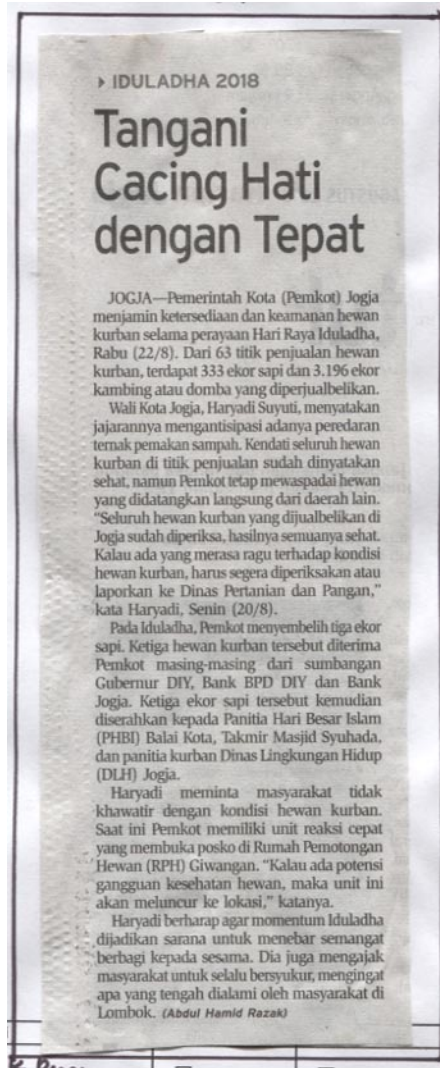 IDULADHA 2018
Tangani
Cacing Hati
dengan Tepat
JOGJA—Pemerintah Kota (Pemkot) Jogja
menjamin ketersediaan dan keamanan hewan
kurban selama perayaan Hari Raya Iduladha,
Rabu (22/8). Dari 63 titik penjualan hewan
kurban, terdapat 333 ekor sapi dan 3.196 ekor
kambing atau domba yang diperjualbelikan.
Wali Kota Jogja, Haryadi Suyuti, menyatakan
jajarannya mengantisipasi adanya peredaran
ternak pemakan sampah. Kendati seluruh hewan
kurban di titik penjualan sudah dinyatakan
sehat, namun Pemkot tetap mewaspadai hewan
yang didatangkan langsung dari daerah lain.
“Seluruh hewan kurban yang dijualbelikan di
Jogja sudah diperiksa, hasilnya semuanya sehat.
Kalau ada yang merasa ragu terhadap kondisi
hewan kurban, harus segera diperiksakan atau
laporkan ke Dinas Pertanian dan Pangan,”
kata Haryadi, Senin (20/8).
Pada Iduladha, Pemkot menyembelih tiga ekor
sapi. Ketiga hewan kurban tersebut diterima
Pemkot masing-masing dari sumbangan
Gubernur DIY, Bank BPD DIY dan Bank
Jogja. Ketiga ekor sapi tersebut kemudian
diserahkan kepada Panitia Hari Besar Islam
(PHBI) Balai Kota, Takmir Masjid Syuhada,
dan panitia kurban Dinas Lingkungan Hidup
(DLH) Jogja.
Haryadi meminta masyarakat tidak
khawatir dengan kondisi hewan kurban.
Saat ini Pemkot memiliki unit reaksi cepat
yang membuka posko di Rumah Pemotongan
Hewan (RPH) Giwangan. “Kalau ada potensi
gangguan kesehatan hewan, maka unit ini
akan meluncur ke lokasi,” katanya.
Haryadi berharap agar momentum Iduladha
dijadikan sarana untuk menebar semangat
berbagi kepada sesama. Dia juga mengajak
masyarakat untuk selalu bersyukur, mengingat
apa yang tengah dialami oleh masyarakat di
Lombok. (Abdul Hamid Razak)